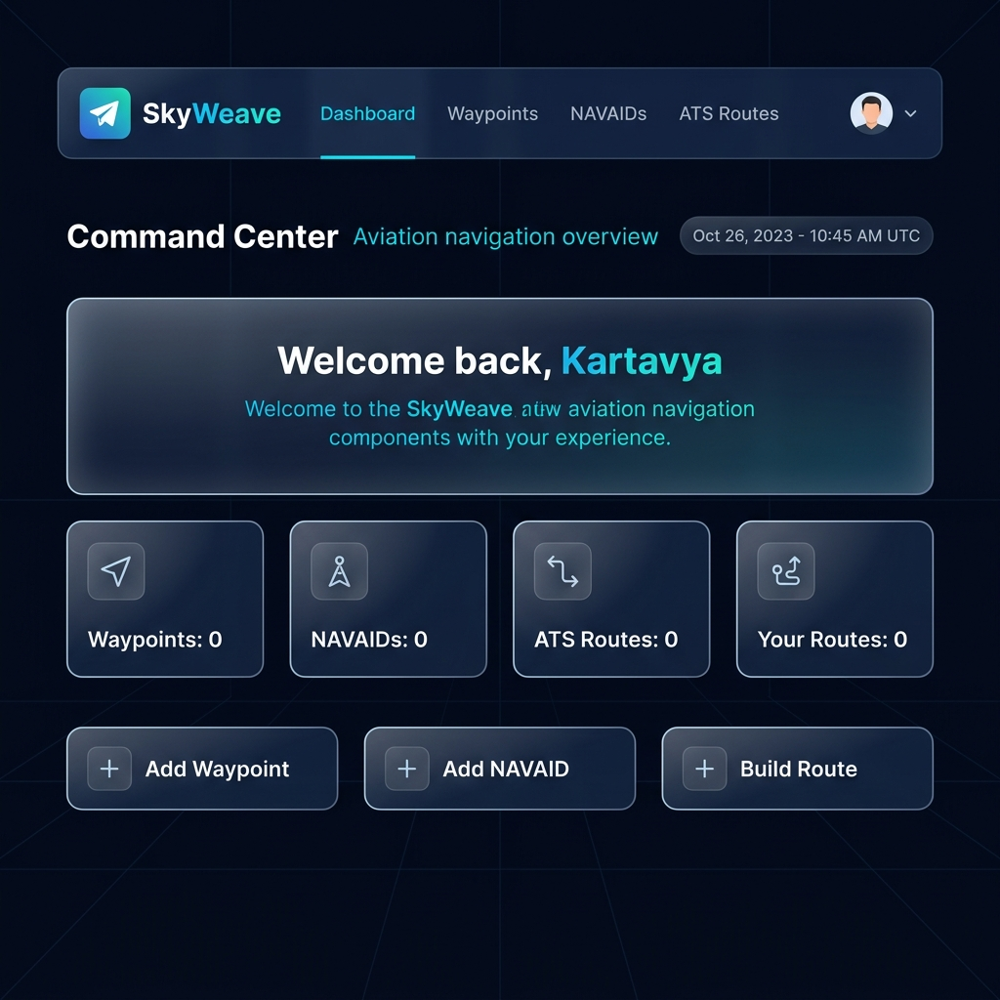 SkyWeave
Dashboard
Waypoints
NAVAIDs
ATS Routes
Command Center
Aviation navigation overview
Oct 26, 2023 - 10:45 AM UTC
Welcome back, Kartavya
Welcome to the SkyWeave aviation navigation
components with your experience.
Waypoints: 0
NAVAIDs: 0
ATS Routes: 0
Your Routes: 0
Add Waypoint
Add NAVAID
Build Route